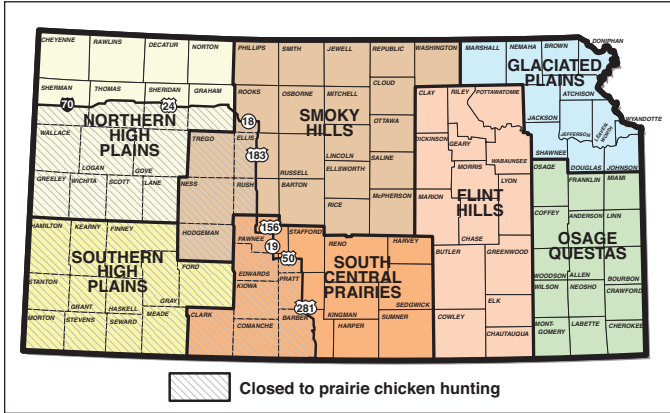 CHEYENNE
RAWLINS
DECATUR
NORTON
PHILLIPS
SMITH
JEWELL
REPUBLIC
WASHINGTON
MARSHALL
NEMAHA
BROWN
DONIPHAN
GLACIATED
PLAINS
SHERMAN
THOMAS
SHERIDAN
GRAHAM
ROOKS
OSBORNE
MITCHELL
CLOUD
CLAY
RILEY
POTTAWATOMIE
ATCHISON
JACKSON
JEFFERSON
LEAVEN-
WORTH
WYANDOTTE
70
24
18
183
NORTHERN
HIGH
PLAINS
SMOKY
HILLS
WALLACE
LOGAN
GOVE
TREGO
ELLIS
RUSSELL
LINCOLN
OTTAWA
SALINE
ELLSWORTH
DICKINSON
GEARY
MORRIS
WABAUNSEE
SHAWNEE
DOUGLAS
JOHNSON
GREELEY
WICHITA
SCOTT
LANE
NESS
RUSH
BARTON
RICE
McPHERSON
MARION
CHASE
LYON
OSAGE
FRANKLIN
MIAMI
FLINT
HILLS
HAMILTON
KEARNY
FINNEY
HODGEMAN
PAWNEE
156
19
50
281
STAFFORD
RENO
HARVEY
BUTLER
GREENWOOD
COFFEY
ANDERSON
LINN
OSAGE
QUESTAS
SOUTHERN
HIGH
PLAINS
SOUTH
CENTRAL
PRAIRIES
STANTON
GRANT
HASKELL
GRAY
FORD
EDWARDS
KIOWA
PRATT
KINGMAN
SEDGWICK
WOODSON
ALLEN
BOURBON
WILSON
NEOSHO
CRAWFORD
ELK
MORTON
STEVENS
SEWARD
MEADE
CLARK
COMANCHE
BARBER
HARPER
SUMNER
COWLEY
CHAUTAUQUA
MONT-
GOMERY
LABETTE
CHEROKEE
Closed to prairie chicken hunting